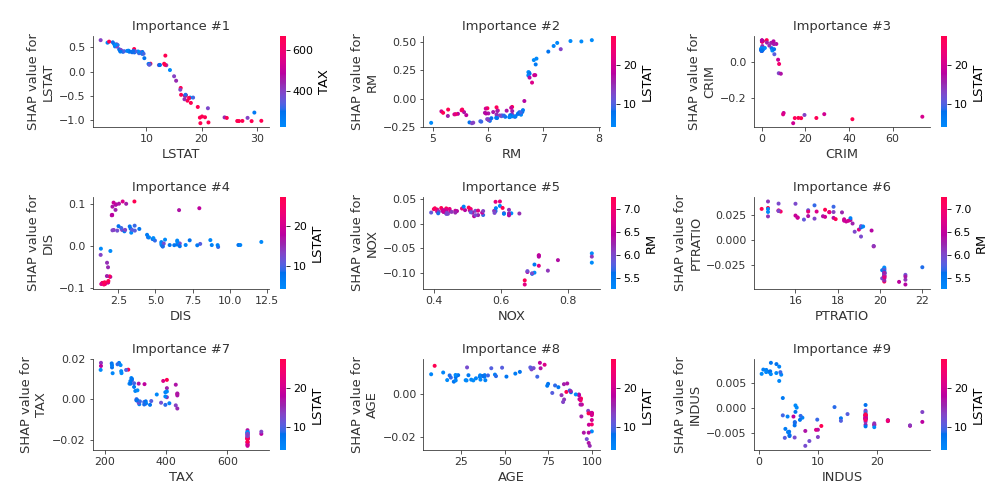 Importance #1
SHAP value for
LSTAT
0.5
0.0
−0.5
−1.0
10
20
30
LSTAT
600
400
TAX
Importance #2
SHAP value for
RM
0.50
0.25
0.00
−0.25
5
6
7
8
RM
20
10
LSTAT
Importance #3
SHAP value for
CRIM
0.0
−0.2
0
20
40
60
CRIM
20
10
LSTAT
Importance #4
SHAP value for
DIS
0.1
0.0
−0.1
2.5
5.0
7.5
10.0
12.5
DIS
20
10
LSTAT
Importance #5
SHAP value for
NOX
0.05
0.00
−0.05
−0.10
0.4
0.6
0.8
NOX
7.0
6.5
6.0
5.5
RM
Importance #6
SHAP value for
PTRATIO
0.025
0.000
−0.025
16
18
20
22
PTRATIO
7.0
6.5
6.0
5.5
RM
Importance #7
SHAP value for
TAX
0.02
0.00
−0.02
200
400
600
TAX
20
10
LSTAT
Importance #8
SHAP value for
AGE
0.00
−0.02
25
50
75
100
AGE
20
10
LSTAT
Importance #9
SHAP value for
INDUS
0.005
0.000
−0.005
0
10
20
INDUS
20
10
LSTAT